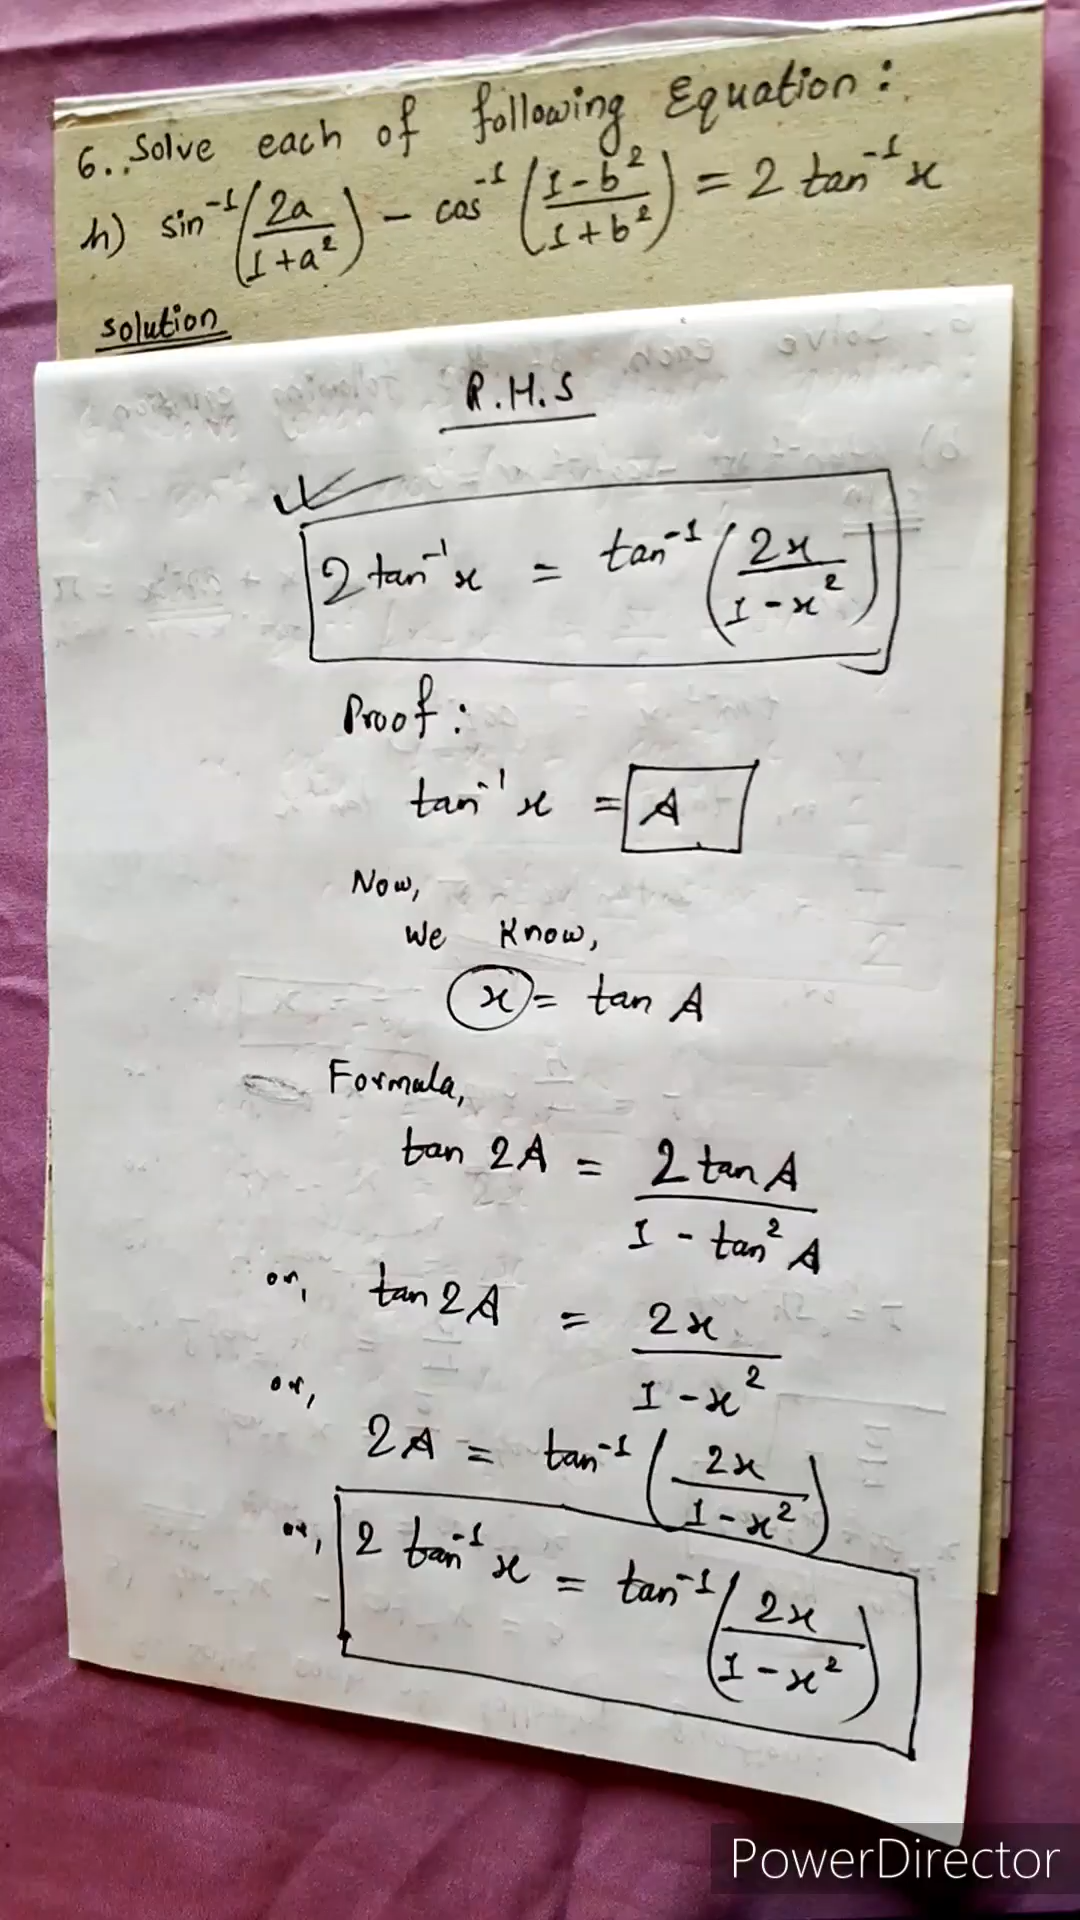 6.. Solve each of following Equation:
h) sin⁻¹(2a/(1+a²)) - cos⁻¹((1-b²)/(1+b²)) = 2 tan⁻¹ x
solution
R.H.S
2 tan⁻¹ x = tan⁻¹(2x/(1-x²))
Proof:
tan⁻¹ x = A
Now,
We Know,
x = tan A
Formula,
tan 2A = 2 tan A/(1 - tan² A)
or, tan 2A = 2x/(1-x²)
or,
2A = tan⁻¹(2x/(1-x²))
or, 2 tan⁻¹ x = tan⁻¹(2x/(1-x²))
PowerDirector